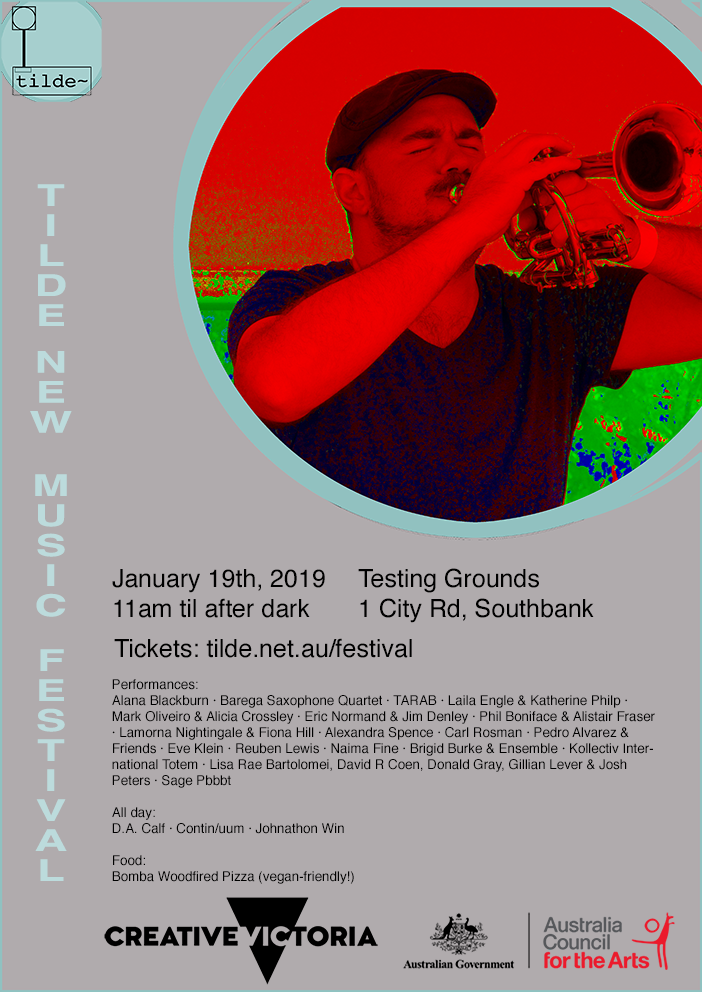 tilde~
TILDE NEW MUSIC FESTIVAL
January 19th, 2019
11am til after dark
Testing Grounds
1 City Rd, Southbank
Tickets: tilde.net.au/festival
Performances:
Alana Blackburn · Barega Saxophone Quartet · TARAB · Laila Engle & Katherine Philp ·
Mark Oliveiro & Alicia Crossley · Eric Normand & Jim Denley · Phil Boniface & Alistair Fraser
· Lamorna Nightingale & Fiona Hill · Alexandra Spence · Carl Rosman · Pedro Alvarez &
Friends · Eve Klein · Reuben Lewis · Naima Fine · Brigid Burke & Ensemble · Kollectiv Inter-
national Totem · Lisa Rae Bartolomei, David R Coen, Donald Gray, Gillian Lever & Josh
Peters · Sage Pbbbt
All day:
D.A. Calf · Contin/uum · Johnathon Win
Food:
Bomba Woodfired Pizza (vegan-friendly!)
CREATIVE VICTORIA
Australian Government
Australia
Council
for the Arts